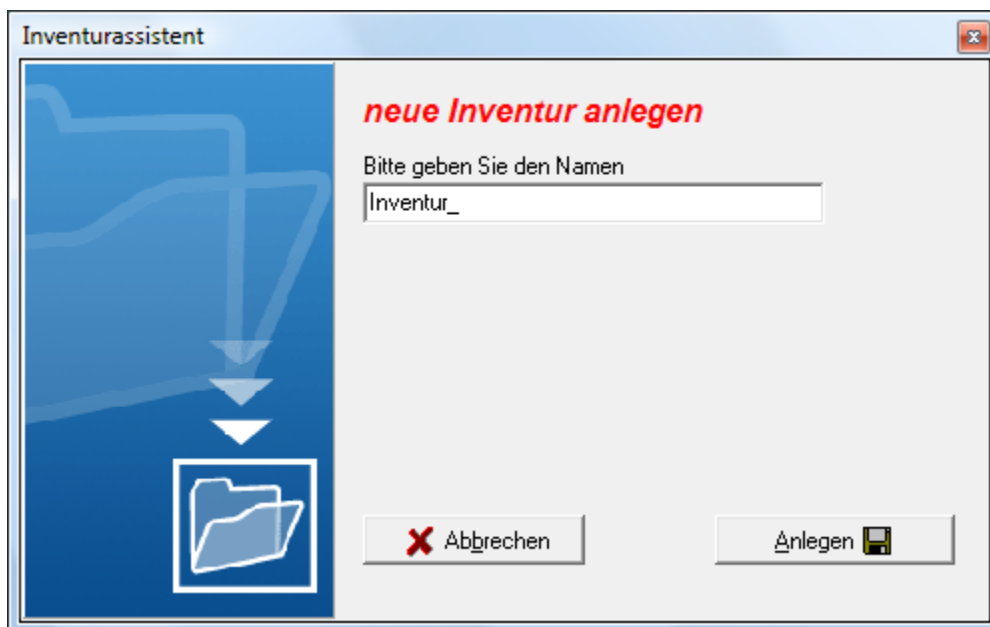 Inventurassistent
neue Inventur anlegen
Bitte geben Sie den Namen
Inventur_
Abbrechen
Anlegen